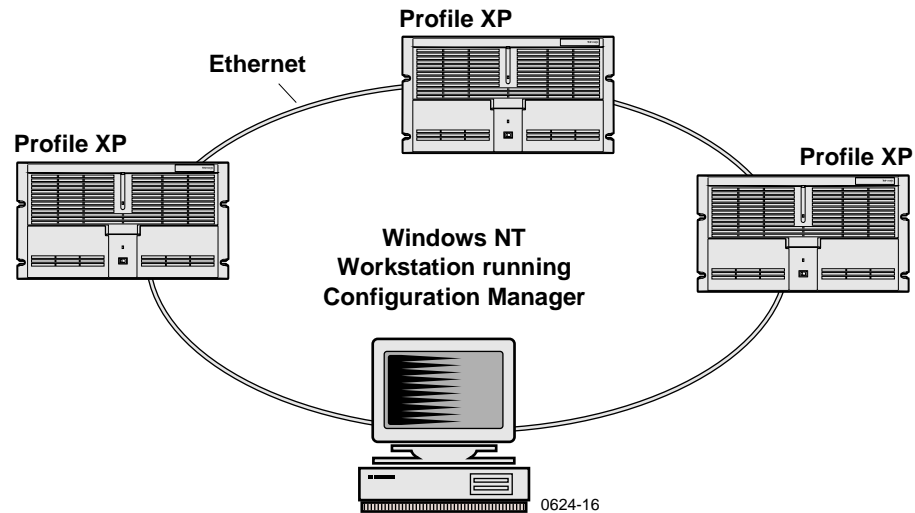 Profile XP
Ethernet
Profile XP
Profile XP
Windows NT
Workstation running
Configuration Manager
0624-16